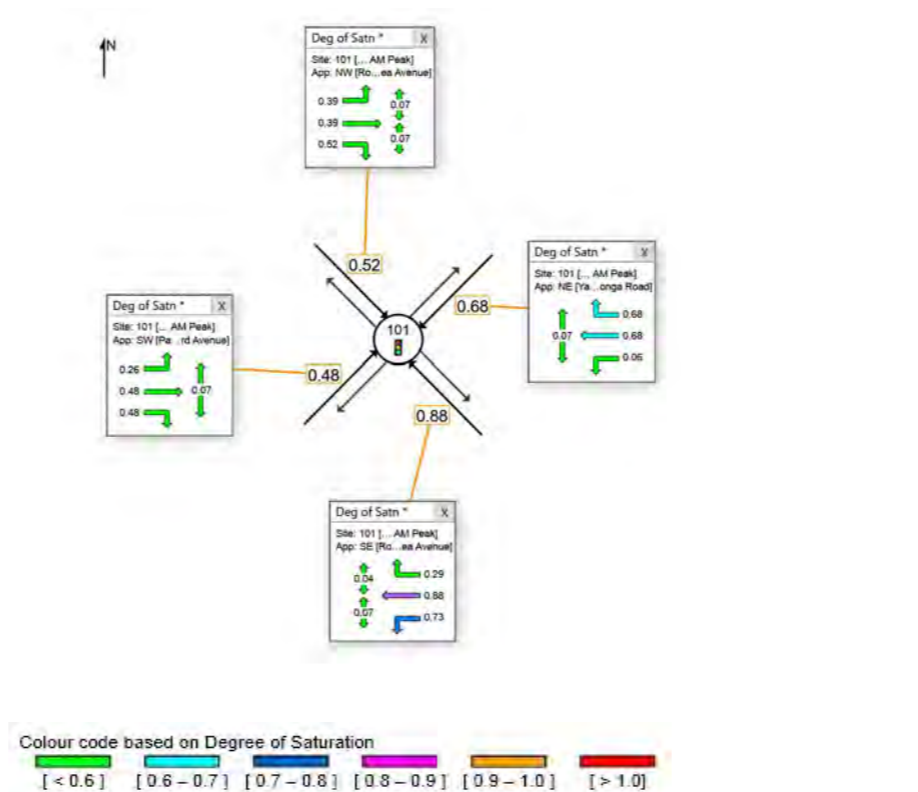 N
Deg of Satn * X
Site: 101 [... AM Peak]
App: NW [Ro...ea Avenue]
0.39
0.07
0.39
0.07
0.52
0.52
Deg of Satn * X
Site: 101 [... AM Peak]
App: NE [Ya...onga Road]
0.68
0.07
0.68
0.06
0.68
101
Deg of Satn * X
Site: 101 [... AM Peak]
App: SW [Pa...rd Avenue]
0.26
0.48
0.07
0.48
0.48
0.88
Deg of Satn * X
Site: 101 [... AM Peak]
App: SE [Ro...ea Avenue]
0.04
0.29
0.88
0.07
0.73
Colour code based on Degree of Saturation
[ < 0.6 ] [ 0.6 – 0.7 ] [ 0.7 – 0.8 ] [ 0.8 – 0.9 ] [ 0.9 – 1.0 ] [ > 1.0]